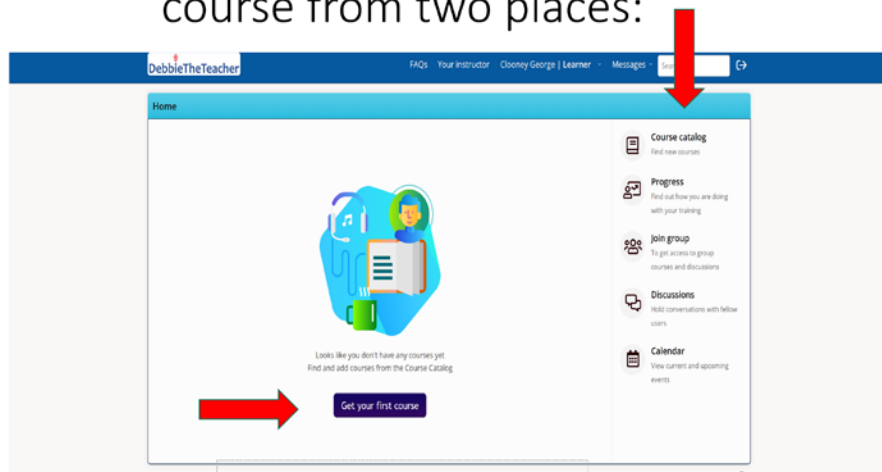 course from two places:
DebbieTheTeacher
FAQs Your instructor Clooney George | Learner Messages
Home
Course catalog
Find new courses
Progress
Find out how you are doing
with your training
Join group
To get access to group
courses and discussions
Discussions
Hold conversations with fellow
users
Calendar
View current and upcoming
events
Looks like you don't have any courses yet
Find and add courses from the Course Catalog
Get your first course